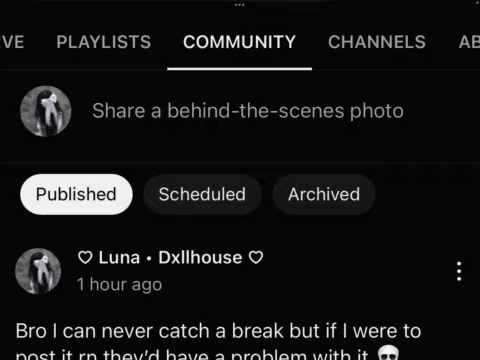 IVE PLAYLISTS COMMUNITY CHANNELS AB
Share a behind-the-scenes photo
Published Scheduled Archived
♡ Luna • Dxllhouse ♡
1 hour ago
Bro I can never catch a break but if I were to
post it rn they'd have a problem with it 💀